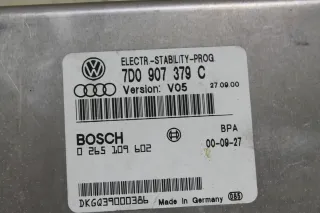 ELECTR.-STABILITY-PROG.
7D0 907 379 C
Version: V05 27.09.00
BOSCH BPA
0 265 109 602 00-09-27
DKGQ39000386 Made in Germany